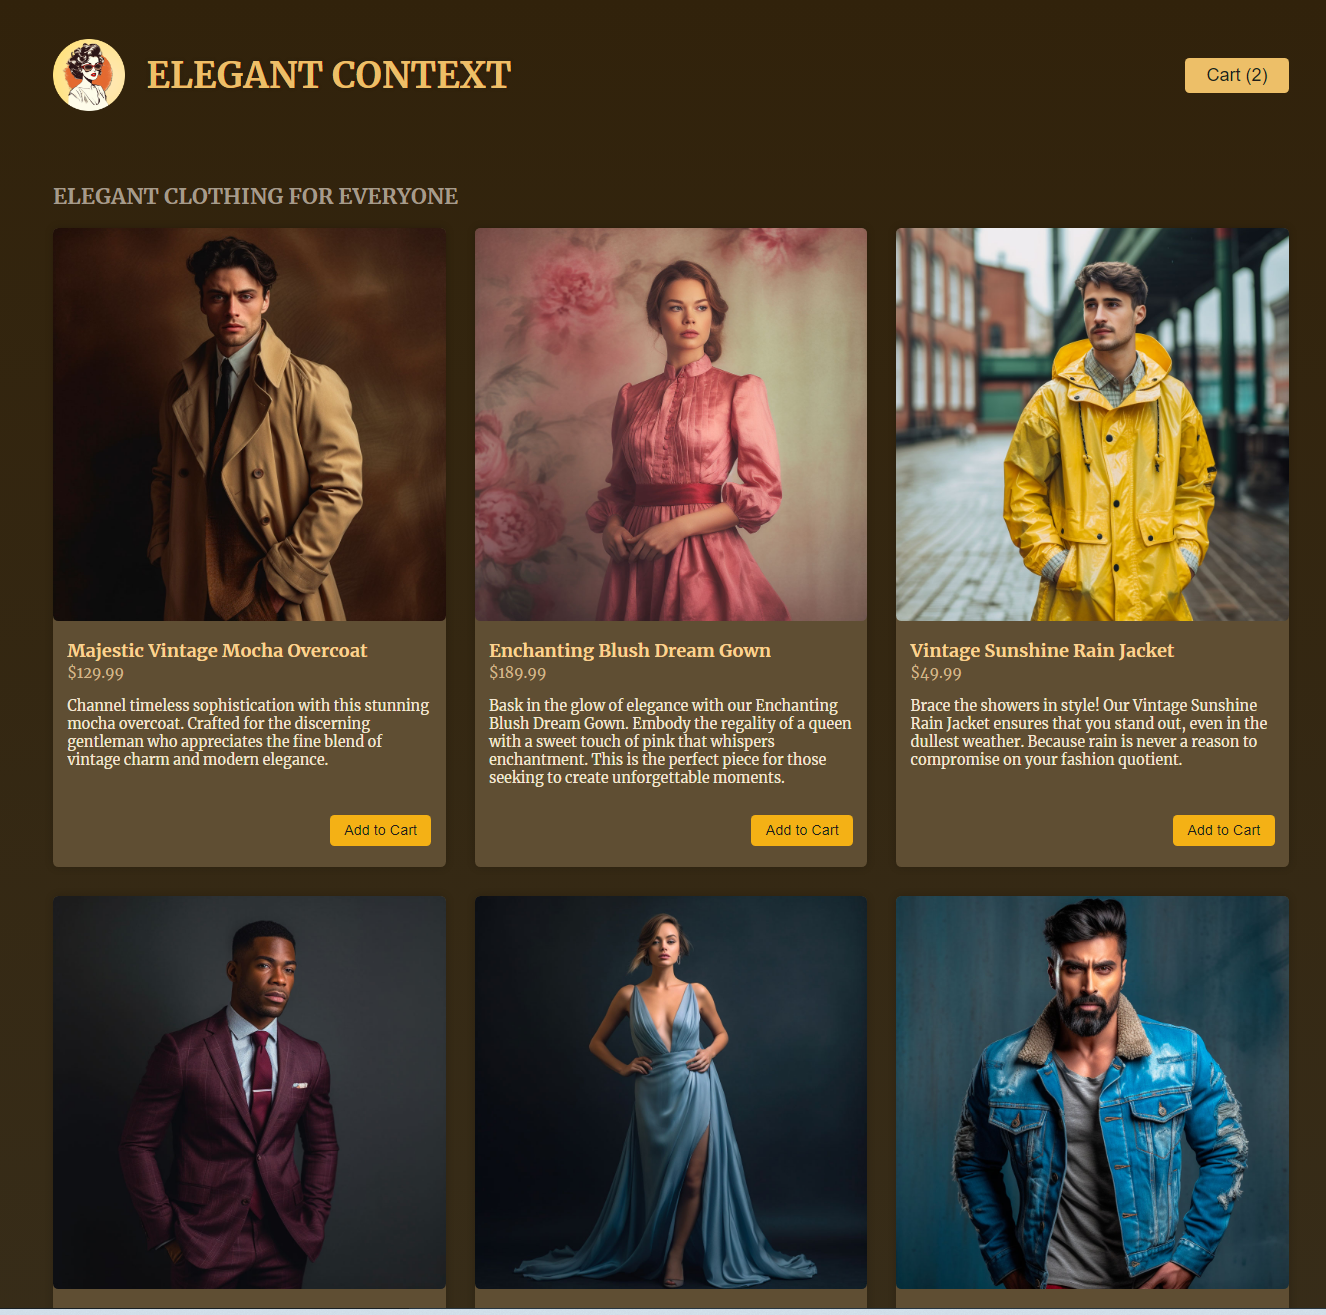 ELEGANT CONTEXT
Cart (2)
ELEGANT CLOTHING FOR EVERYONE
Majestic Vintage Mocha Overcoat
$129.99
Channel timeless sophistication with this stunning
mocha overcoat. Crafted for the discerning
gentleman who appreciates the fine blend of
vintage charm and modern elegance.
Add to Cart
Enchanting Blush Dream Gown
$189.99
Bask in the glow of elegance with our Enchanting
Blush Dream Gown. Embody the regality of a queen
with a sweet touch of pink that whispers
enchantment. This is the perfect piece for those
seeking to create unforgettable moments.
Add to Cart
Vintage Sunshine Rain Jacket
$49.99
Brace the showers in style! Our Vintage Sunshine
Rain Jacket ensures that you stand out, even in the
dullest weather. Because rain is never a reason to
compromise on your fashion quotient.
Add to Cart